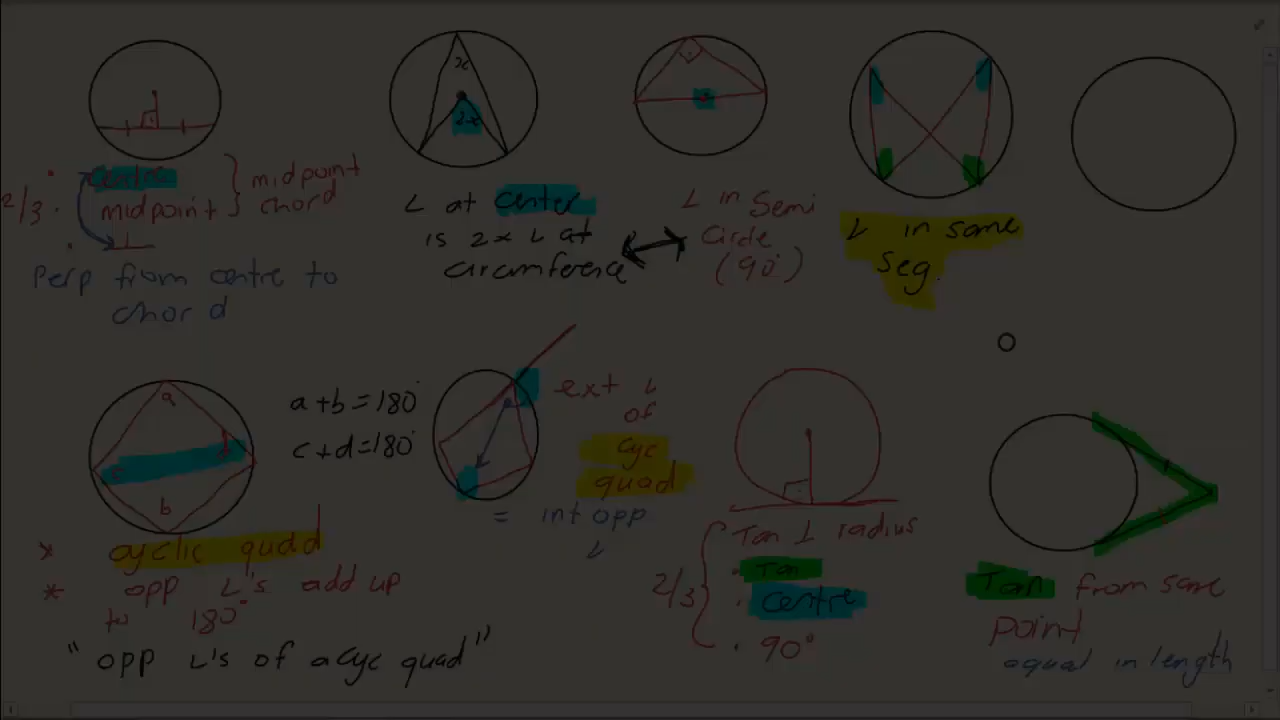 x
2x
centre
midpoint
2/3
midpoint
chord
⊥
Perp from centre to
chord
L at center
is 2x L at
circumference
L in Semi
Circle
(90°)
L in same
seg.
a
c
d
b
a+b=180°
c+d=180°
cyclic quad
* opp L's add up
to 180°
"opp L's of a cyc quad"
ext L
of
cyc
quad
= int opp
L
Tan ⊥ radius
2/3
Tan
centre
90°
Tan from same
point
equal in length